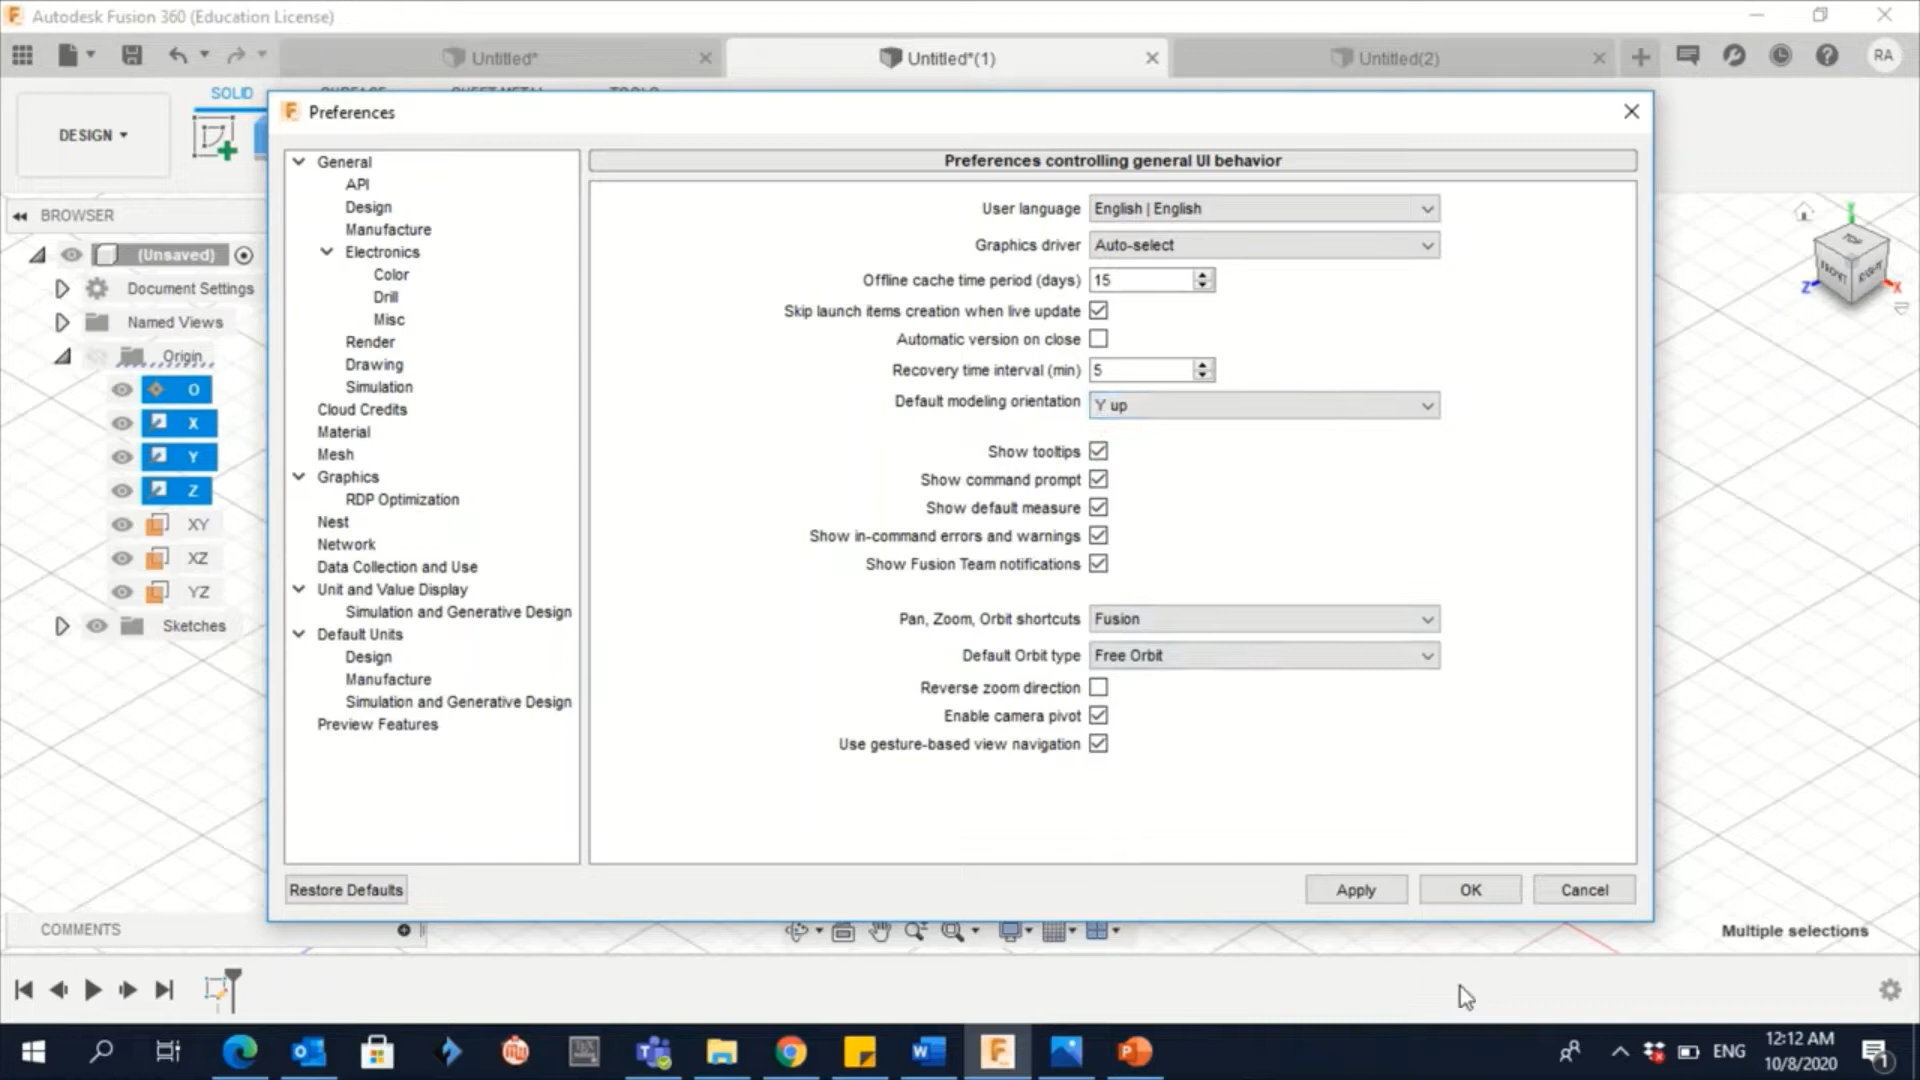 Autodesk Fusion 360 (Education License)
Untitled*
Untitled*(1)
Untitled(2)
RA
SOLID
SURFACE
SHEET METAL
TOOLS
DESIGN
Preferences
General
API
Design
Manufacture
Electronics
Color
Drill
Misc
Render
Drawing
Simulation
Cloud Credits
Material
Mesh
Graphics
RDP Optimization
Nest
Network
Data Collection and Use
Unit and Value Display
Simulation and Generative Design
Default Units
Design
Manufacture
Simulation and Generative Design
Preview Features
Preferences controlling general UI behavior
User language English | English
Graphics driver Auto-select
Offline cache time period (days) 15
Skip launch items creation when live update
Automatic version on close
Recovery time interval (min) 5
Default modeling orientation Y up
Show tooltips
Show command prompt
Show default measure
Show in-command errors and warnings
Show Fusion Team notifications
Pan, Zoom, Orbit shortcuts Fusion
Default Orbit type Free Orbit
Reverse zoom direction
Enable camera pivot
Use gesture-based view navigation
Restore Defaults
Apply
OK
Cancel
BROWSER
(Unsaved)
Document Settings
Named Views
Origin
O
X
Y
Z
XY
XZ
YZ
Sketches
Y
TOP
FRONT
RIGHT
Z
X
COMMENTS
Multiple selections
ENG
12:12 AM
10/8/2020
1